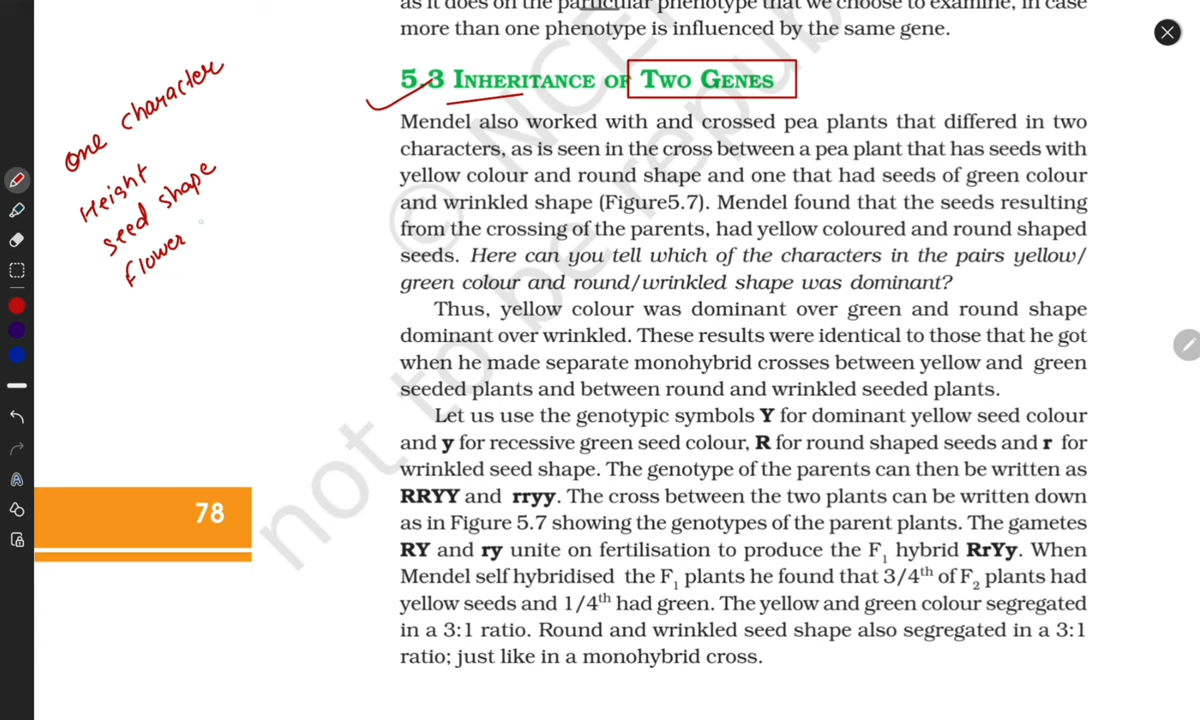 as it does on the particular phenotype that we choose to examine, in case
more than one phenotype is influenced by the same gene.
5.3 INHERITANCE OF TWO GENES
Mendel also worked with and crossed pea plants that differed in two
characters, as is seen in the cross between a pea plant that has seeds with
yellow colour and round shape and one that had seeds of green colour
and wrinkled shape (Figure5.7). Mendel found that the seeds resulting
from the crossing of the parents, had yellow coloured and round shaped
seeds. Here can you tell which of the characters in the pairs yellow/
green colour and round/wrinkled shape was dominant?
Thus, yellow colour was dominant over green and round shape
dominant over wrinkled. These results were identical to those that he got
when he made separate monohybrid crosses between yellow and green
seeded plants and between round and wrinkled seeded plants.
Let us use the genotypic symbols Y for dominant yellow seed colour
and y for recessive green seed colour, R for round shaped seeds and r for
wrinkled seed shape. The genotype of the parents can then be written as
RRYY and rryy. The cross between the two plants can be written down
as in Figure 5.7 showing the genotypes of the parent plants. The gametes
RY and ry unite on fertilisation to produce the F₁ hybrid RrYy. When
Mendel self hybridised the F₁ plants he found that 3/4ᵗʰ of F₂ plants had
yellow seeds and 1/4ᵗʰ had green. The yellow and green colour segregated
in a 3:1 ratio. Round and wrinkled seed shape also segregated in a 3:1
ratio; just like in a monohybrid cross.
one character
Height
seed shape
flower
78
© NCE
not to be repub